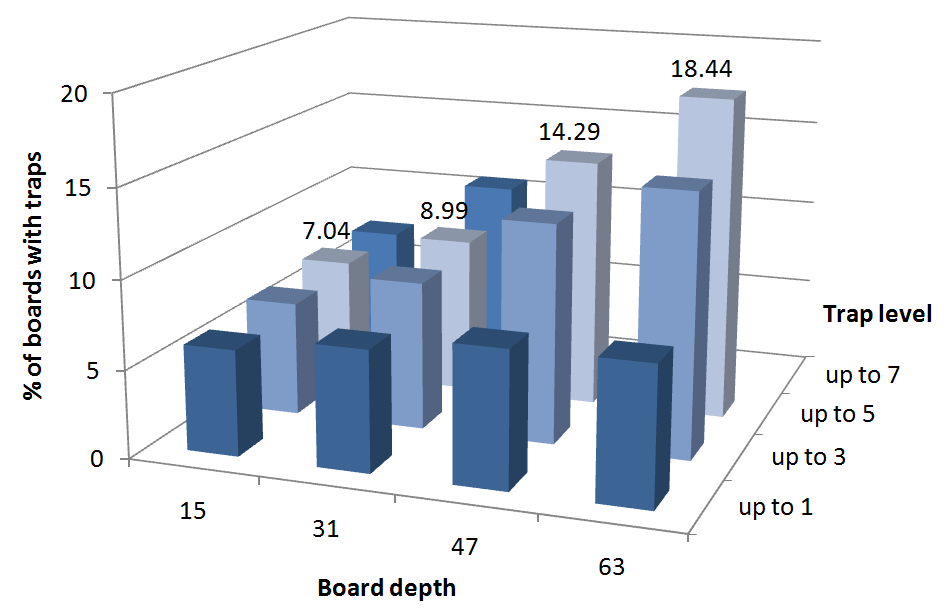 20
15
10
5
0
% of boards with traps
7.04
8.99
14.29
18.44
Trap level
up to 7
up to 5
up to 3
up to 1
15
31
47
63
Board depth